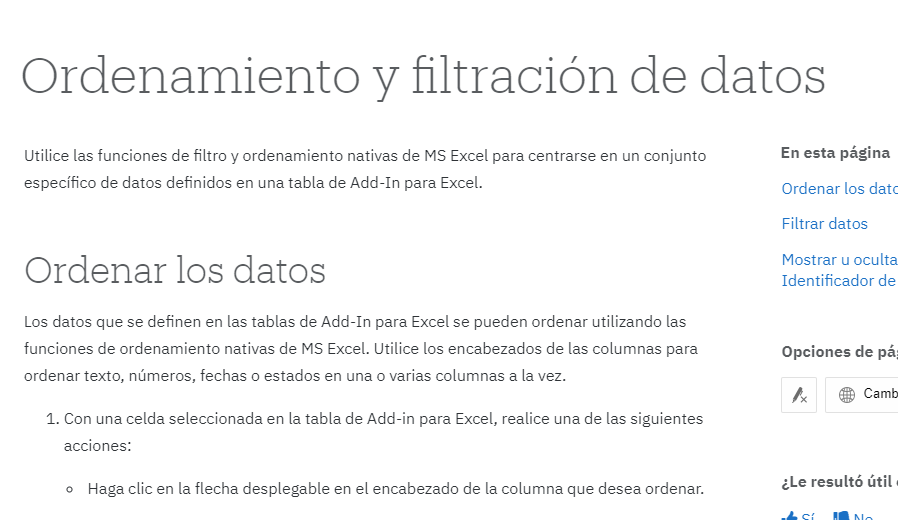 Ordenamiento y filtración de datos
Utilice las funciones de filtro y ordenamiento nativas de MS Excel para centrarse en un conjunto
específico de datos definidos en una tabla de Add-In para Excel.
Ordenar los datos
Los datos que se definen en las tablas de Add-In para Excel se pueden ordenar utilizando las
funciones de ordenamiento nativas de MS Excel. Utilice los encabezados de las columnas para
ordenar texto, números, fechas o estados en una o varias columnas a la vez.
1. Con una celda seleccionada en la tabla de Add-in para Excel, realice una de las siguientes
acciones:
Haga clic en la flecha desplegable en el encabezado de la columna que desea ordenar.
En esta página
Ordenar los
Filtrar datos
Mostrar u
Identificador de
Opciones de
¿Le resultó útil
Sí No